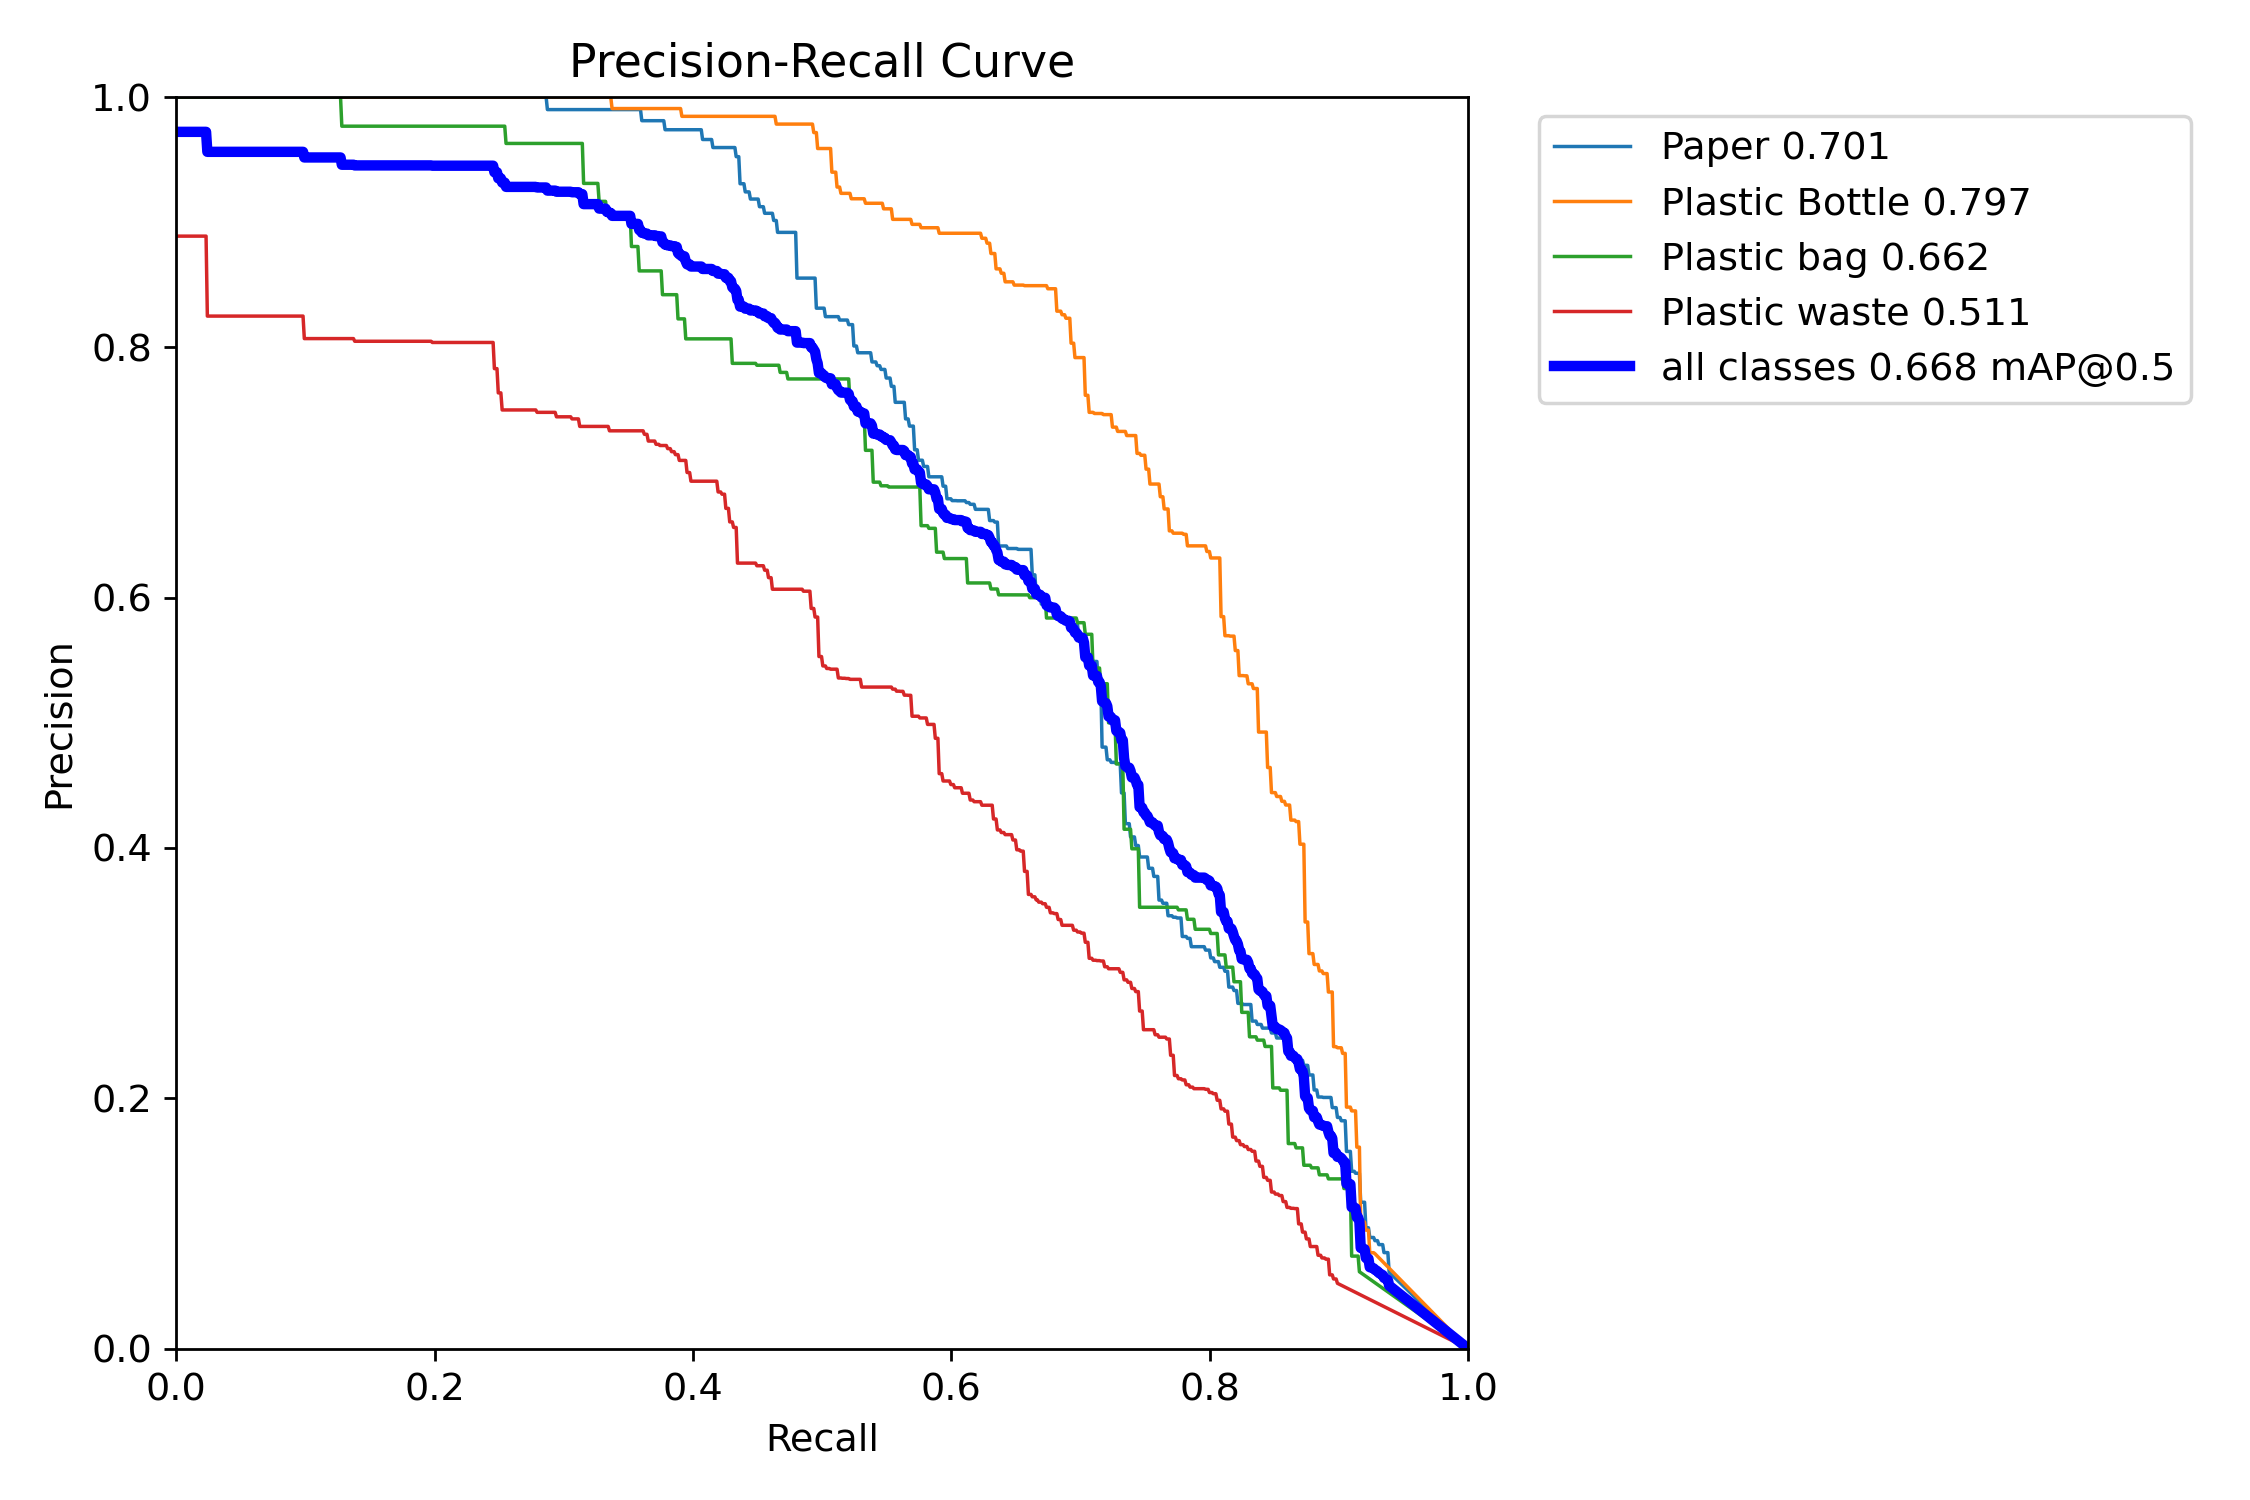 Precision-Recall Curve
Precision
1.0
0.8
0.6
0.4
0.2
0.0
0.0 0.2 0.4 0.6 0.8 1.0
Recall
Paper 0.701
Plastic Bottle 0.797
Plastic bag 0.662
Plastic waste 0.511
all classes 0.668 mAP@0.5